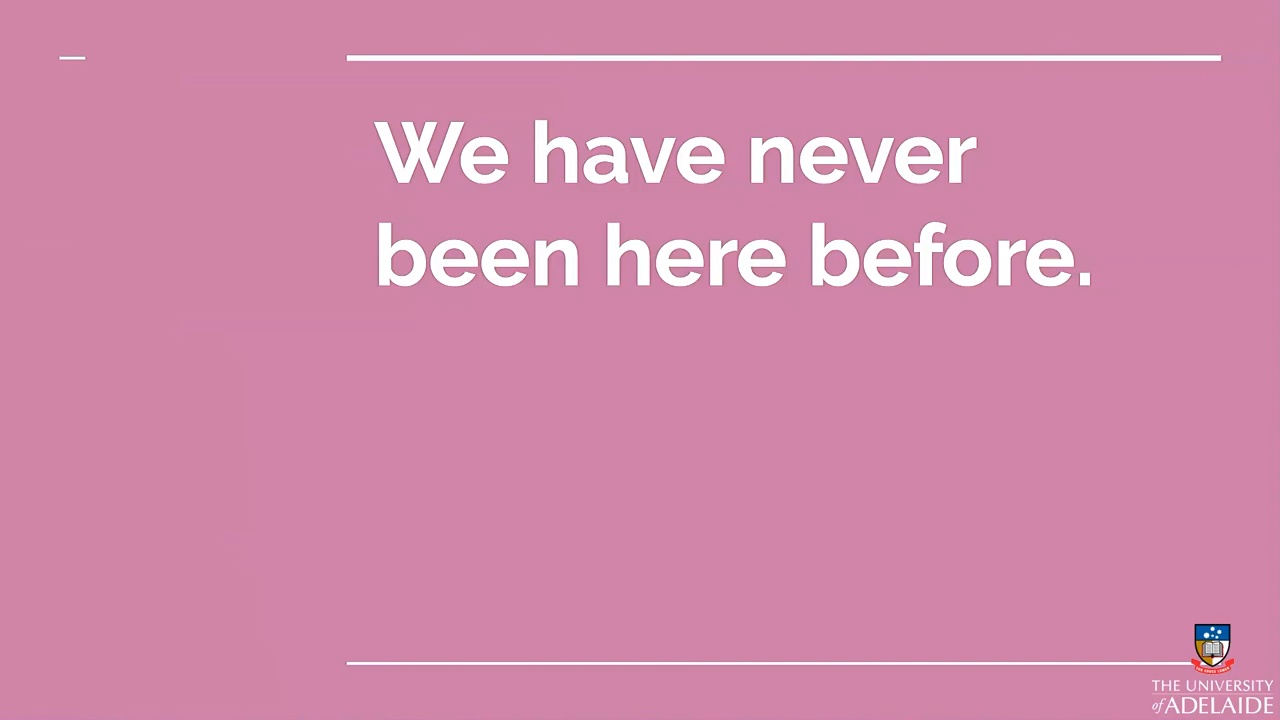 We have never
been here before.
THE UNIVERSITY
of ADELAIDE